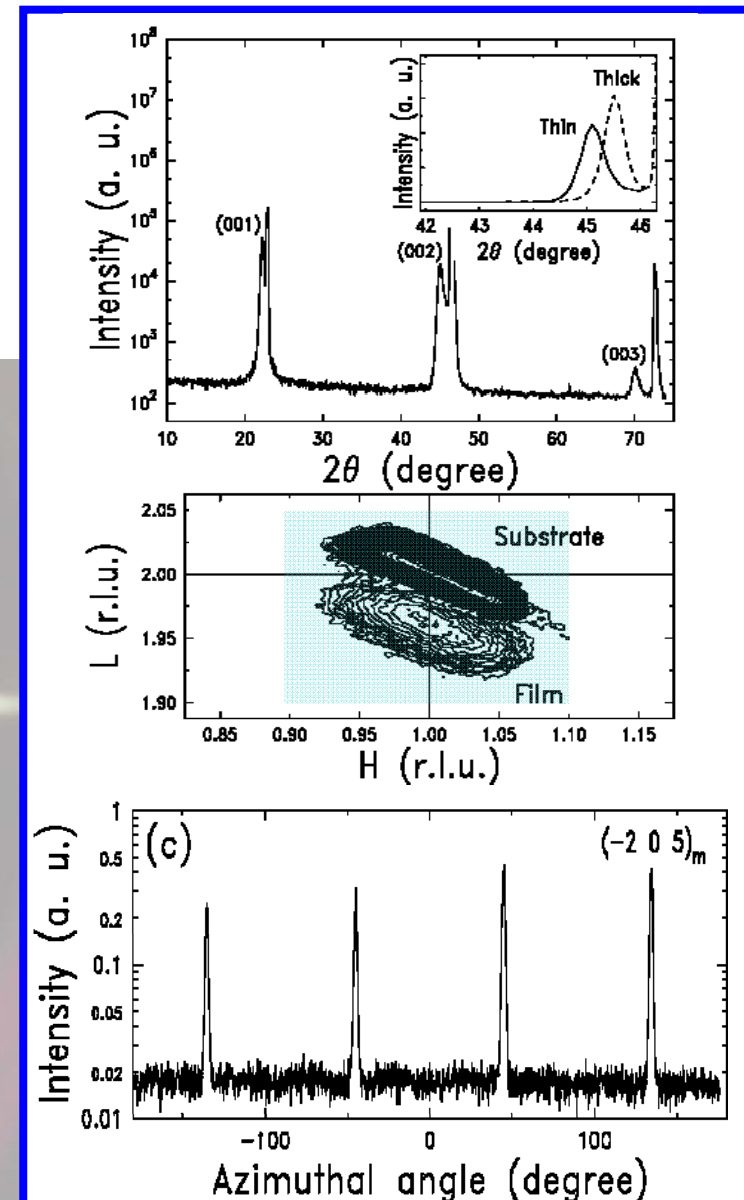 10⁸
10⁷
10⁶
10⁵
10⁴
10³
10²
Intensity (a. u.)
(001)
(002)
(003)
10 20 30 40 50 60 70
2θ (degree)
Thick
Thin
Intensity (a. u.)
42 43 44 45 46
2θ (degree)
2.05
2.00
1.95
1.90
L (r.l.u.)
Substrate
Film
0.85 0.90 0.95 1.00 1.05 1.10 1.15
H (r.l.u.)
1
0.5
0.2
0.1
0.05
0.02
0.01
Intensity (a. u.)
(c) (-2 0 5)ₘ
-100 0 100
Azimuthal angle (degree)